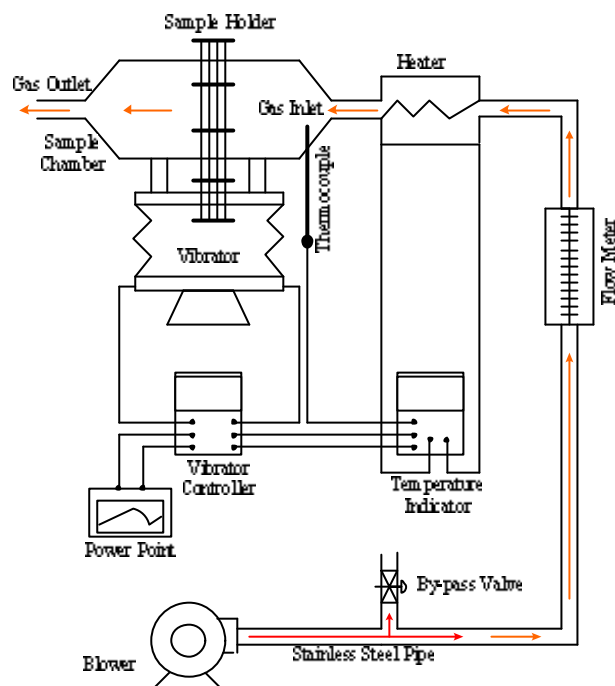 Sample Holder
Gas Outlet
Heater
Gas Inlet
Sample
Chamber
Thermocouple
Vibrator
Flow Meter
Vibrator
Controller
Temperature
Indicator
Power Point
By-pass Valve
Stainless Steel Pipe
Blower